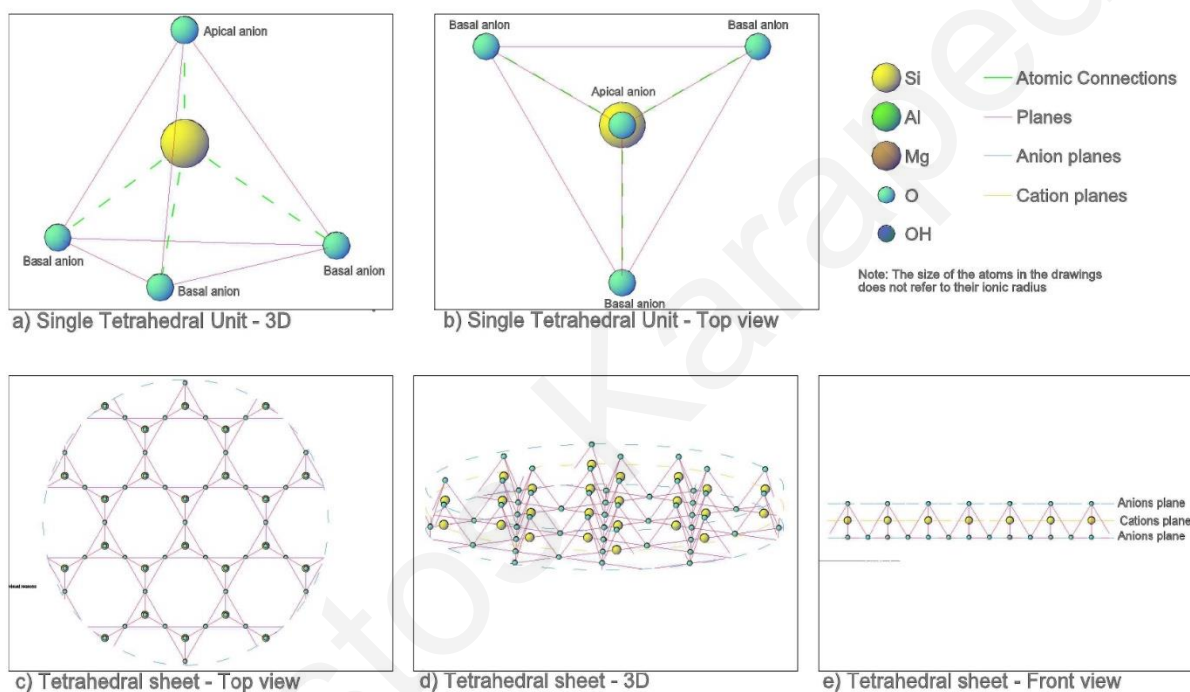 Apical anion
Basal anion
Basal anion
Basal anion
a) Single Tetrahedral Unit - 3D
Basal anion
Basal anion
Apical anion
Basal anion
b) Single Tetrahedral Unit - Top view
Si
Al
Mg
O
OH
Atomic Connections
Planes
Anion planes
Cation planes
Note: The size of the atoms in the drawings
does not refer to their ionic radius
c) Tetrahedral sheet - Top view
d) Tetrahedral sheet - 3D
Anions plane
Cations plane
Anions plane
e) Tetrahedral sheet - Front view